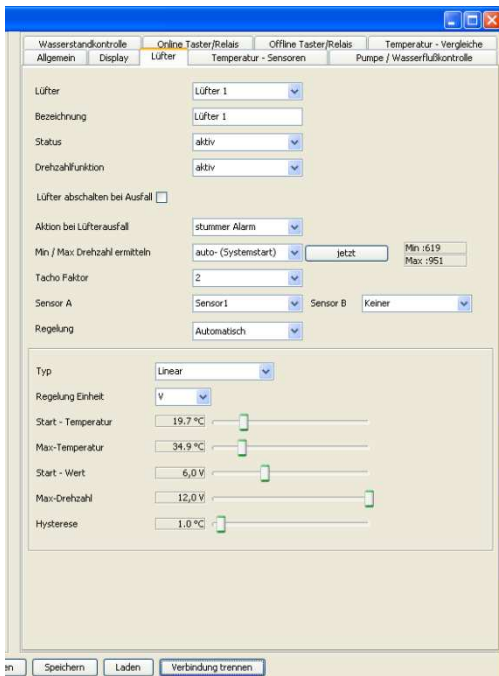 Wasserstandkontrolle Online Taster/Relais Offline Taster/Relais Temperatur - Vergleiche
Allgemein Display Lüfter Temperatur - Sensoren Pumpe / Wasserflußkontrolle
Lüfter Lüfter 1
Bezeichnung Lüfter 1
Status aktiv
Drehzahlfunktion aktiv
Lüfter abschalten bei Ausfall
Aktion bei Lüfterausfall stummer Alarm
Min / Max Drehzahl ermitteln auto- (Systemstart) jetzt Min :619
Max :951
Tacho Faktor 2
Sensor A Sensor1 Sensor B Keiner
Regelung Automatisch
Typ Linear
Regelung Einheit V
Start - Temperatur 19.7 °C
Max-Temperatur 34.9 °C
Start - Wert 6,0 V
Max-Drehzahl 12,0 V
Hysterese 1.0 °C
en Speichern Laden Verbindung trennen